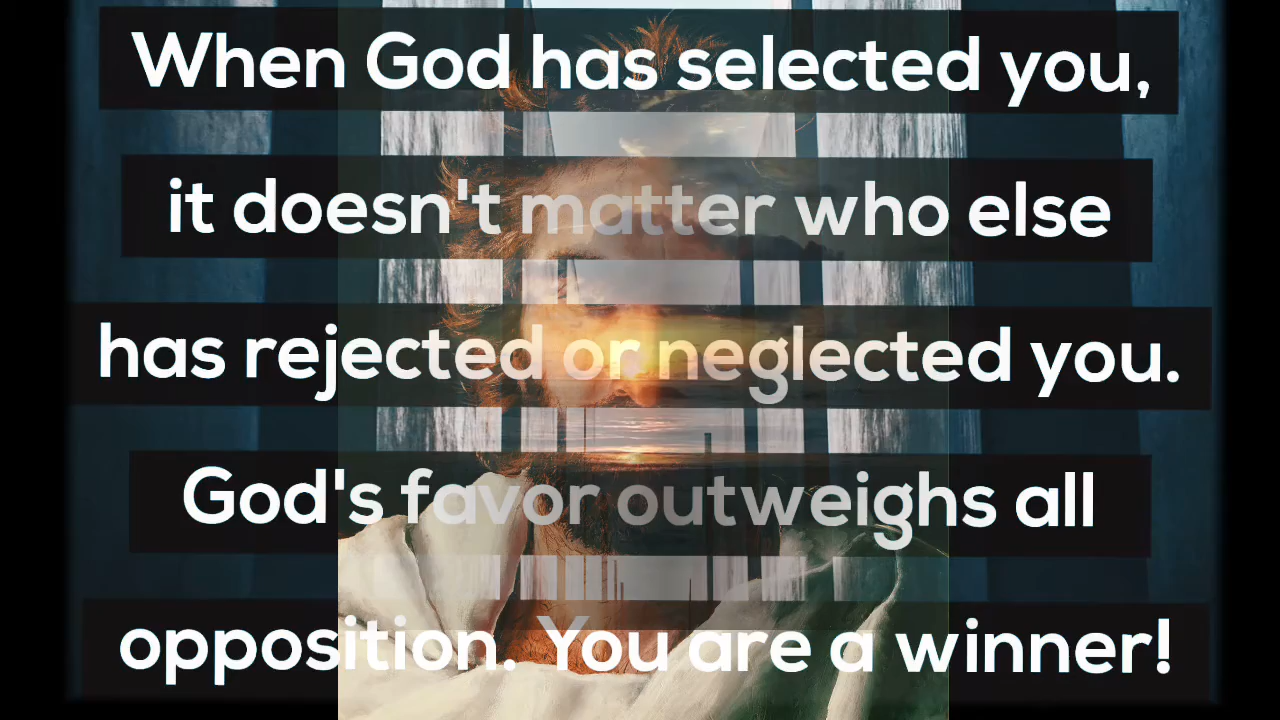 When God has selected you,
it doesn't matter who else
has rejected or neglected you.
God's favor outweighs all
opposition. You are a winner!